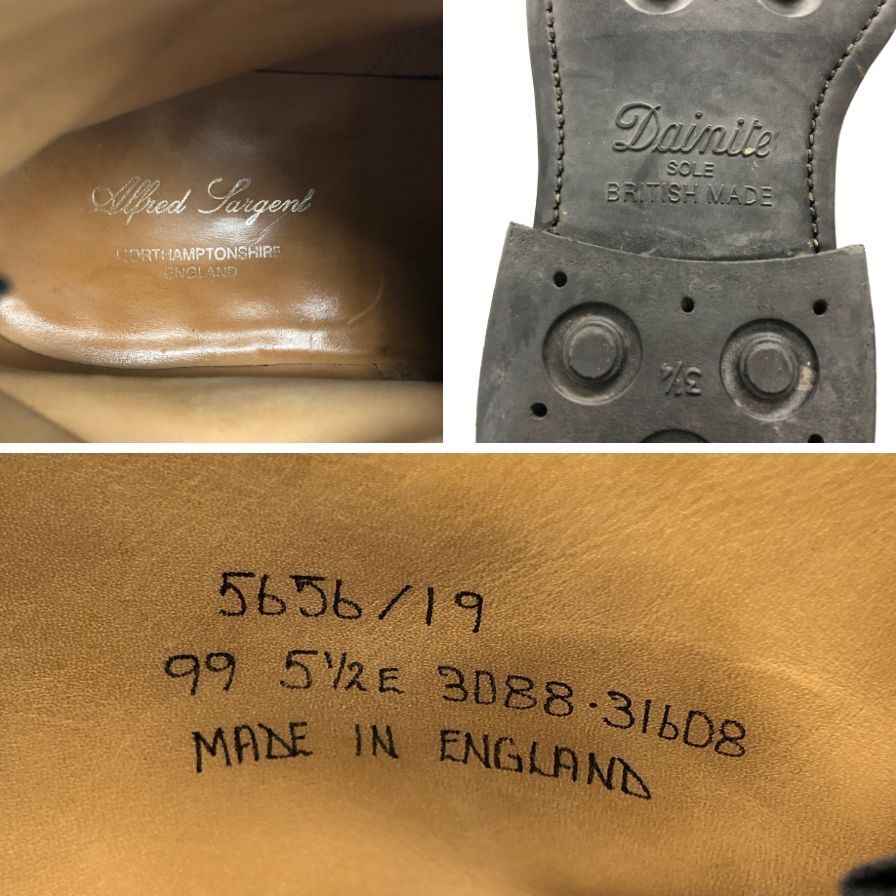 Alfred Sargent
NORTHAMPTONSHIRE
ENGLAND
Dainite
SOLE
BRITISH MADE
3¼
5656/19
99 5½E 3088·31608
MADE IN ENGLAND